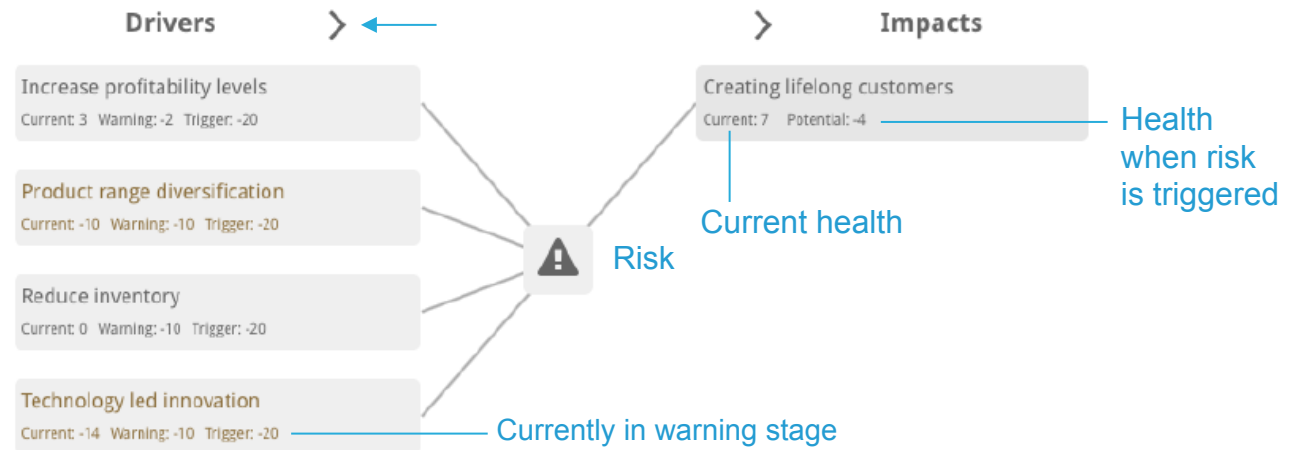 Drivers
Impacts
Increase profitability levels
Current: 3 Warning: -2 Trigger: -20
Product range diversification
Current: -10 Warning: -10 Trigger: -20
Reduce inventory
Current: 0 Warning: -10 Trigger: -20
Technology led innovation
Current: -14 Warning: -10 Trigger: -20
Currently in warning stage
Risk
Creating lifelong customers
Current: 7 Potential: -4
Current health
Health
when risk
is triggered